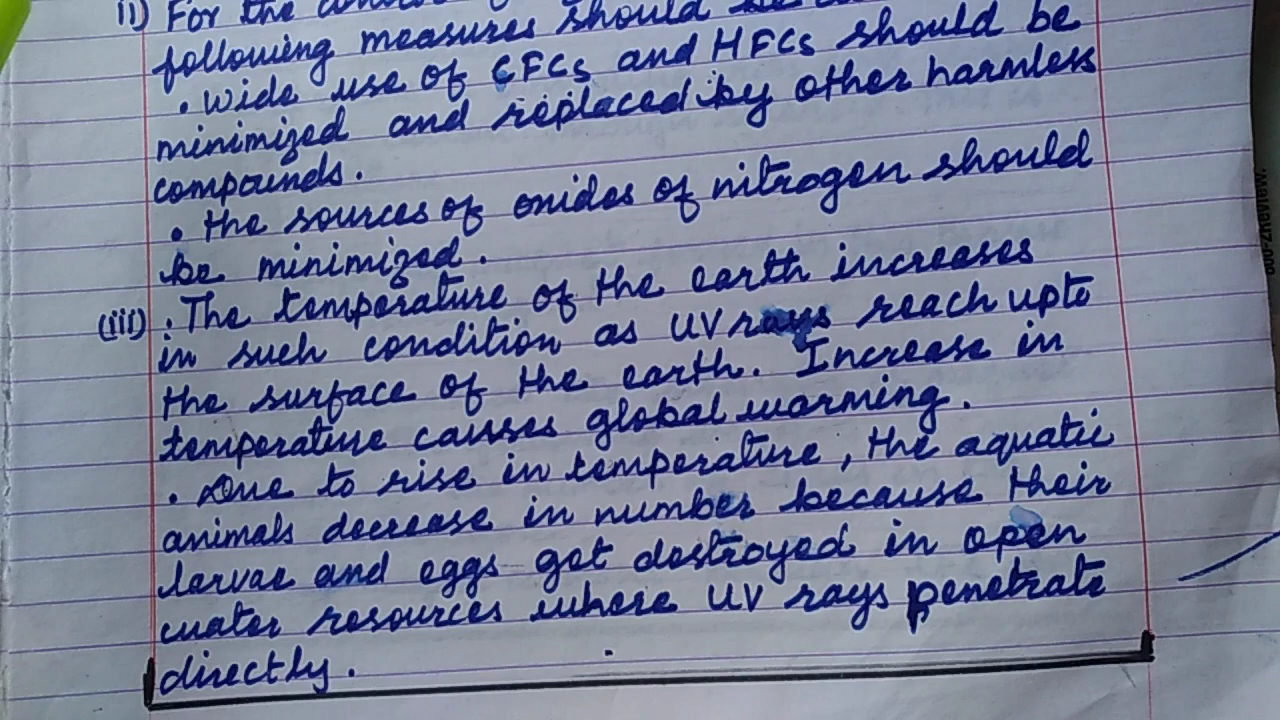 ii) For the
following measures should be
• Wide use of CFCs and HFCs should be
minimized and replaced by other harmless
compounds.
• the sources of oxides of nitrogen should
be minimized.
(iii) • The temperature of the earth increases
in such condition as UV rays reach upto
the surface of the earth. Increase in
temperature causes global warming.
• Due to rise in temperature, the aquatic
animals decrease in number because their
larvae and eggs get destroyed in open
water resources where UV rays penetrate
directly.